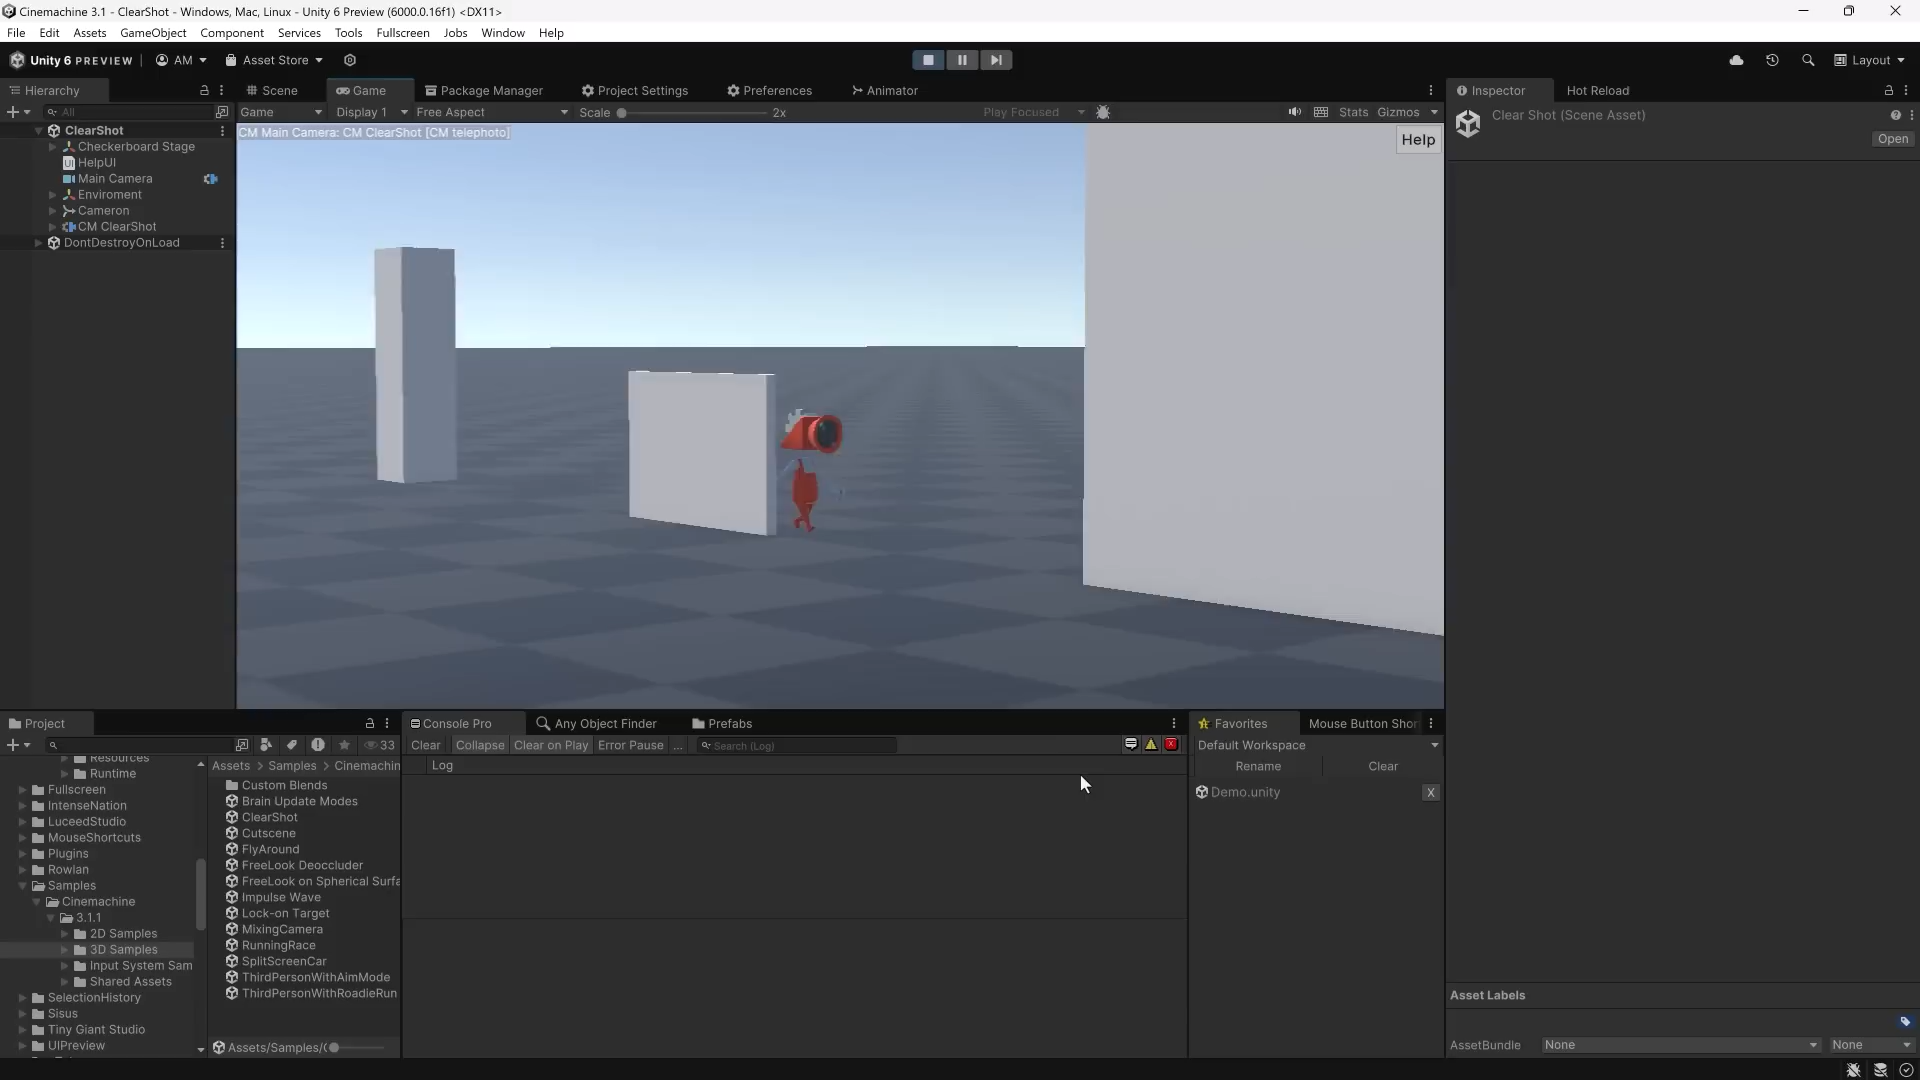 Cinemachine 3.1 - ClearShot - Windows, Mac, Linux - Unity 6 Preview (6000.0.16f1) <DX11>
File Edit Assets GameObject Component Services Tools Fullscreen Jobs Window Help
Unity 6 PREVIEW AM Asset Store Layout
Hierarchy Scene Game Package Manager Project Settings Preferences Animator Inspector Hot Reload
All Game Display 1 Free Aspect Scale 2x Play Focused Stats Gizmos
Clear Shot (Scene Asset)
Open
ClearShot
Checkerboard Stage
HelpUI
Main Camera
Enviroment
Cameron
CM ClearShot
DontDestroyOnLoad
CM Main Camera: CM ClearShot [CM telephoto]
Help
Project Console Pro Any Object Finder Prefabs Favorites Mouse Button Shor
33 Clear Collapse Clear on Play Error Pause ... Search (Log) Default Workspace
Assets > Samples > Cinemachin Log Rename Clear
Demo.unity X
Resources
Runtime
Fullscreen
IntenseNation
LuceedStudio
MouseShortcuts
Plugins
Rowlan
Samples
Cinemachine
3.1.1
2D Samples
3D Samples
Input System Sam
Shared Assets
SelectionHistory
Sisus
Tiny Giant Studio
UIPreview
Custom Blends
Brain Update Modes
ClearShot
Cutscene
FlyAround
FreeLook Deoccluder
FreeLook on Spherical Surfa
Impulse Wave
Lock-on Target
MixingCamera
RunningRace
SplitScreenCar
ThirdPersonWithAimMode
ThirdPersonWithRoadieRun
Assets/Samples/(
Asset Labels
AssetBundle None None